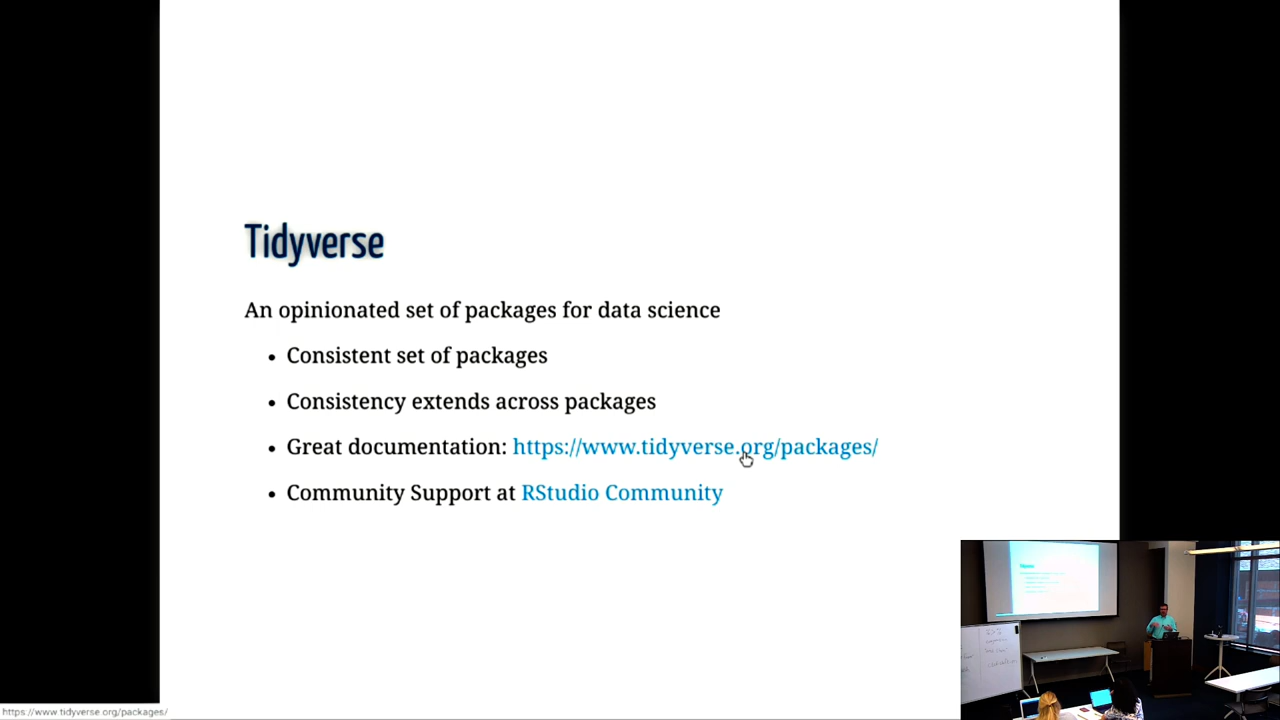 Tidyverse
An opinionated set of packages for data science
• Consistent set of packages
• Consistency extends across packages
• Great documentation: https://www.tidyverse.org/packages/
• Community Support at RStudio Community
https://www.tidyverse.org/packages/